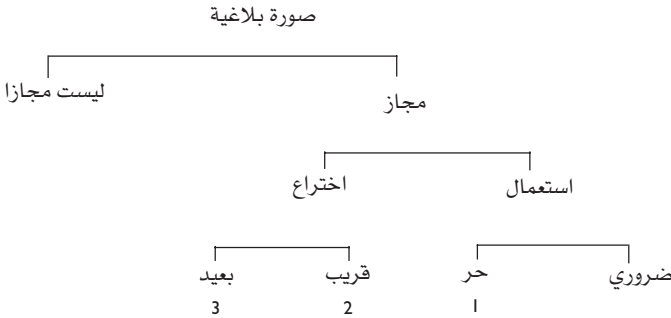 صورة بلاغية
مجاز ليست مجازا
استعمال اختراع
ضروري حر قريب بعيد
1 2 3